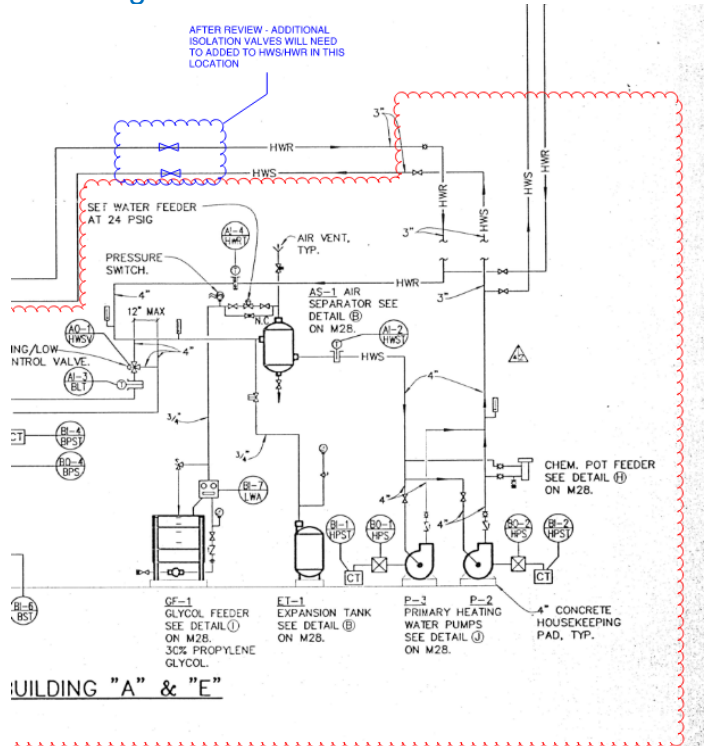 AFTER REVIEW - ADDITIONAL
ISOLATION VALVES WILL NEED
TO ADDED TO HWS/HWR IN THIS
LOCATION
3"
HWR
HWS
HWS
HWR
SET WATER FEEDER
AT 24 PSIG
AI-4
HWRT
T
PRESSURE
SWITCH.
AIR VENT,
TYP.
3"
HWR
4"
12" MAX
N.C.
AS-1 AIR
SEPARATOR SEE
DETAIL B
ON M28.
AI-2
HWST
T
3"
AO-1
HWSV
4"
HWS
ING/LOW
ONTROL VALVE.
AI-3
BLT
T
4"
4"
BI-4
BPST
CT
BO-4
BPS
3/4"
3/4"
BI-7
LWA
CHEM. POT FEEDER
SEE DETAIL H
ON M28.
4"
4"
BI-1
HPST
BO-1
HPS
BO-2
HPS
BI-2
HPST
CT
CT
BI-6
BST
GF-1
GLYCOL FEEDER
SEE DETAIL I
ON M28.
30% PROPYLENE
GLYCOL.
ET-1
EXPANSION TANK
SEE DETAIL B
ON M28.
P-3
P-2
PRIMARY HEATING
WATER PUMPS
SEE DETAIL J
ON M28.
4" CONCRETE
HOUSEKEEPING
PAD, TYP.
BUILDING "A" & "E"